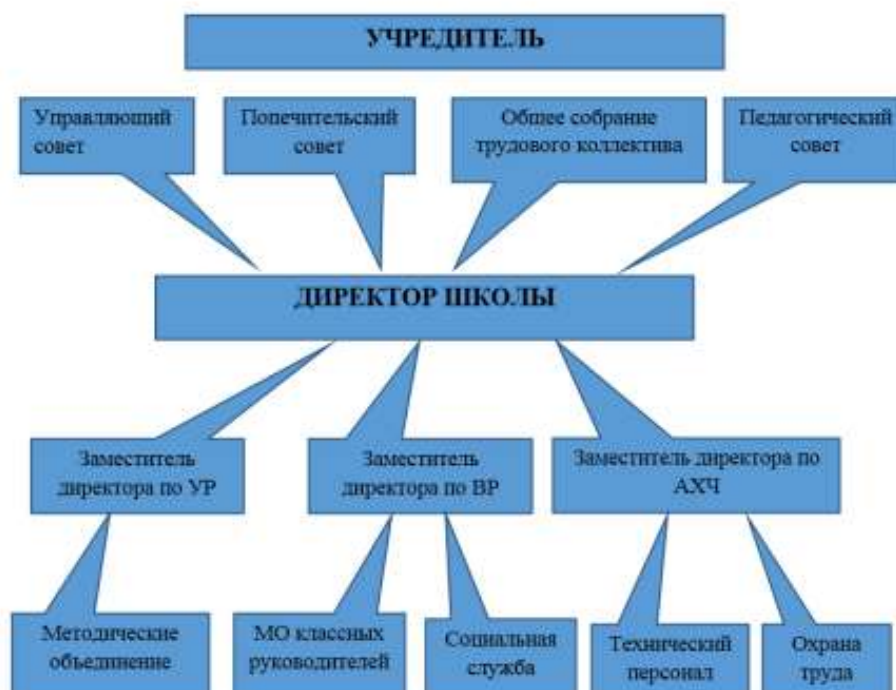 УЧРЕДИТЕЛЬ
Управляющий
совет
Попечительский
совет
Общее собрание
трудового коллектива
Педагогический
совет
ДИРЕКТОР ШКОЛЫ
Заместитель
директора по УР
Заместитель
директора по ВР
Заместитель директора по
АХЧ
Методические
объединение
МО классных
руководителей
Социальная
служба
Технический
персонал
Охрана
труда